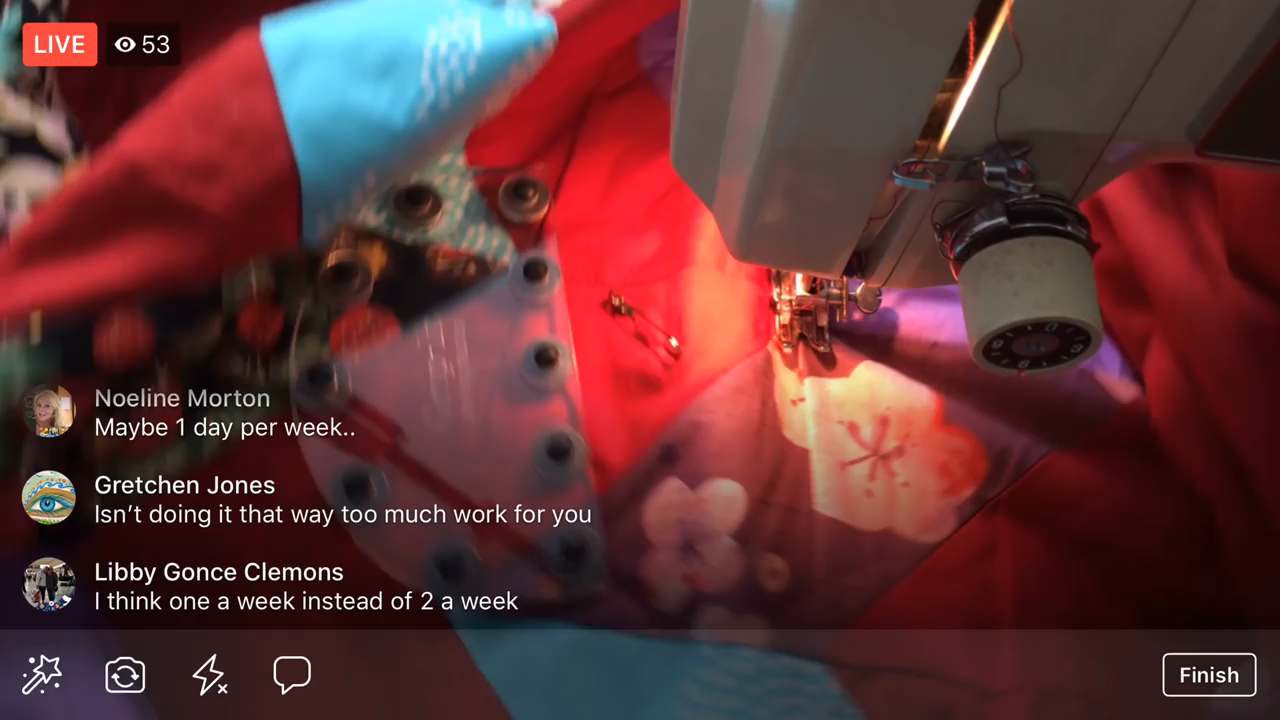 LIVE 53
Noeline Morton
Maybe 1 day per week..
Gretchen Jones
Isn't doing it that way too much work for you
Libby Gonce Clemons
I think one a week instead of 2 a week
Finish